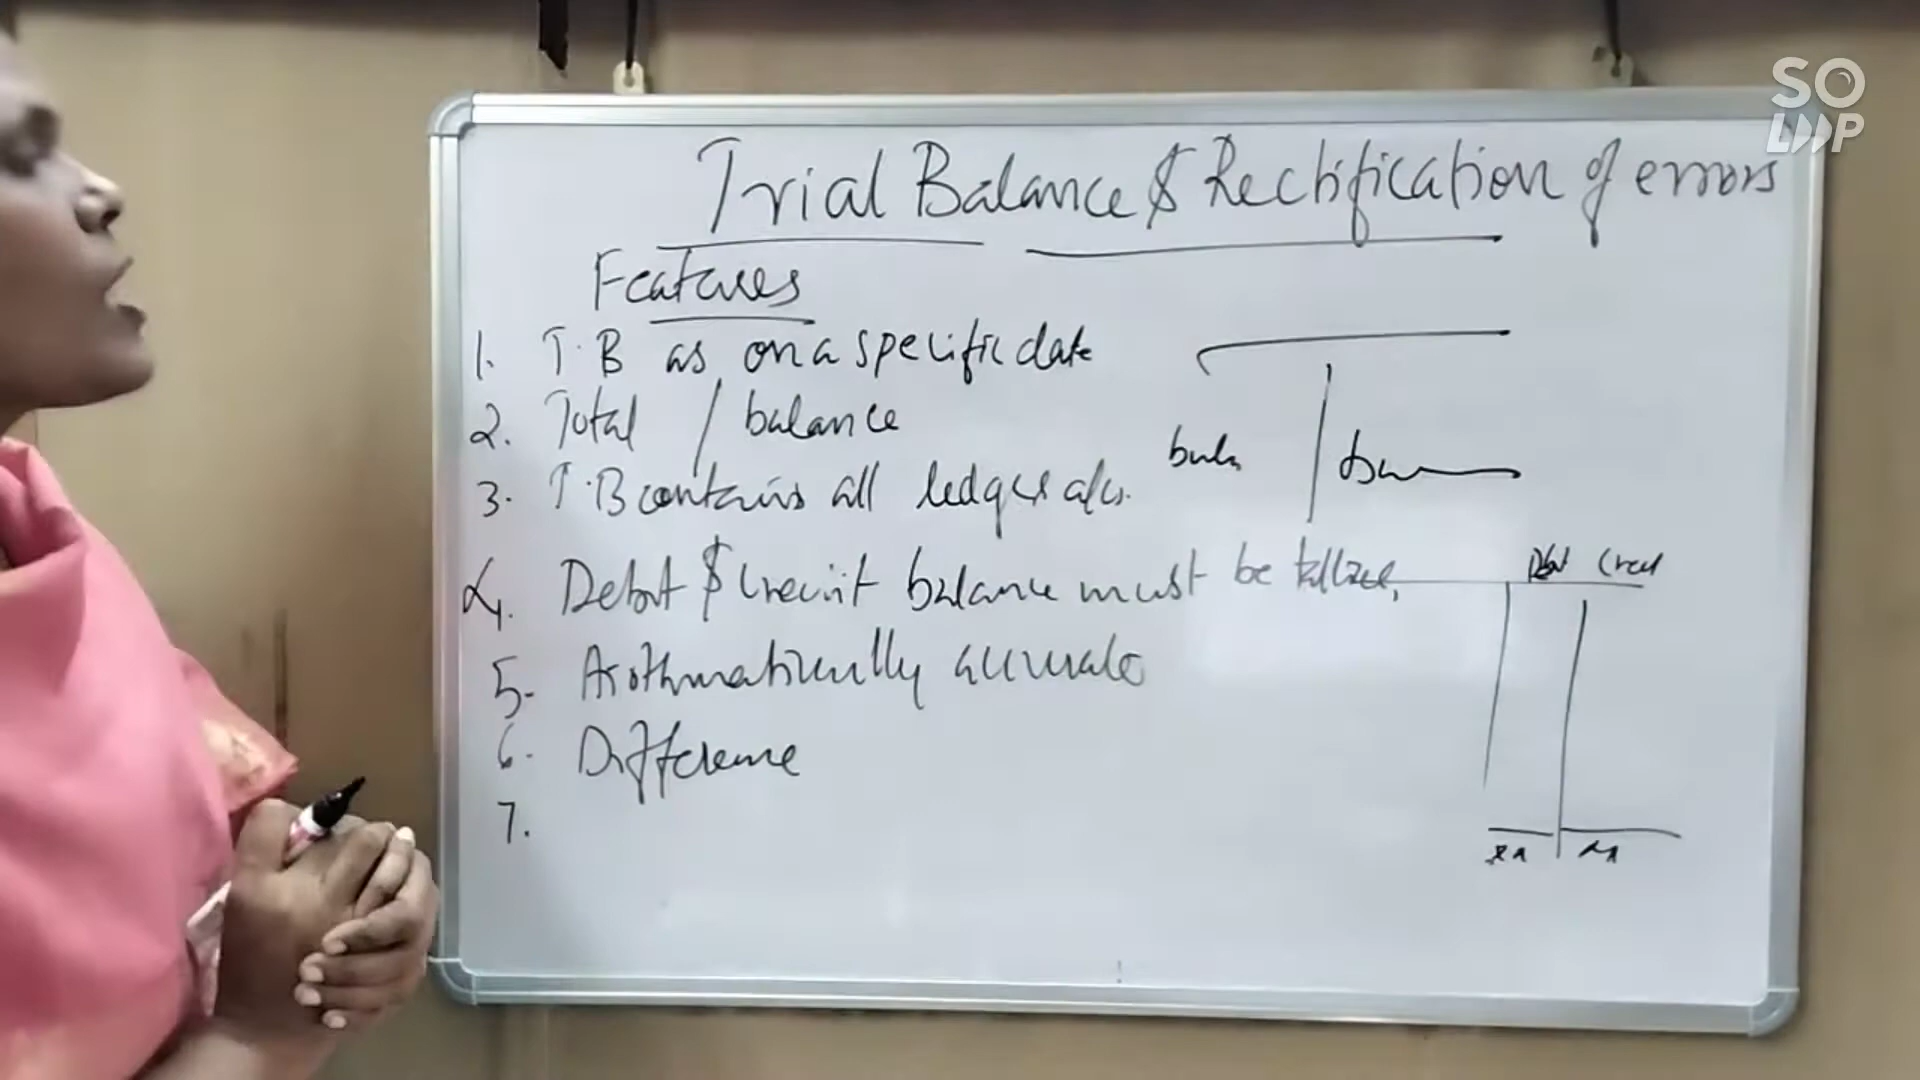 SO
LOOP
Trial Balance & Rectification of errors
Features
1. T.B as on a specific date
2. Total / balance
3. T.B contains all ledger a/cs.
4. Debit & Credit balance must be
5. Arithmatically accurate
6. Difference
7.